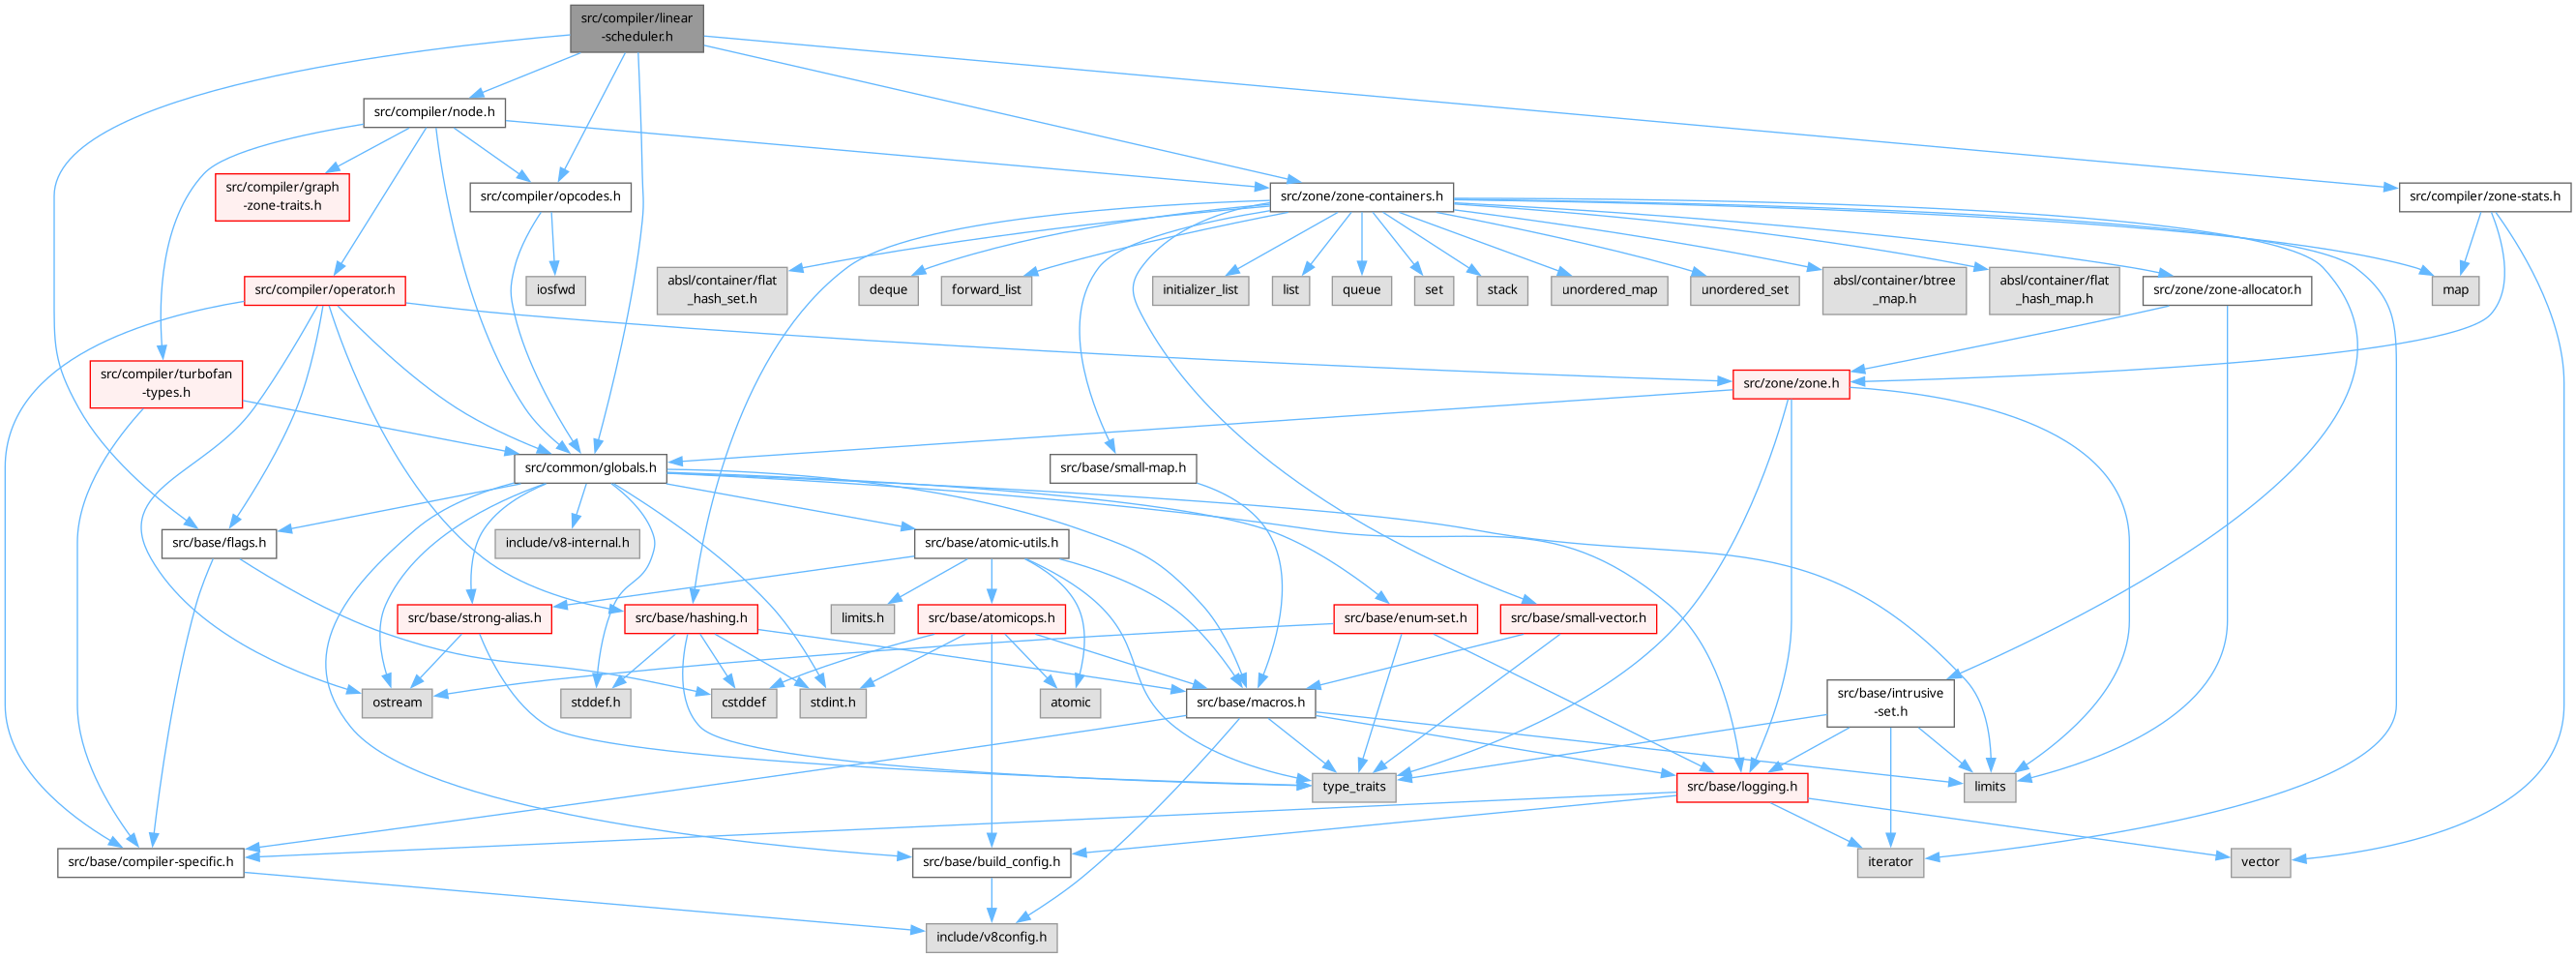 src/compiler/linear
-scheduler.h
src/compiler/node.h
src/compiler/graph
-zone-traits.h
src/compiler/opcodes.h
src/zone/zone-containers.h
src/compiler/zone-stats.h
src/compiler/operator.h
iosfwd
absl/container/flat
_hash_set.h
deque
forward_list
initializer_list
list
queue
set
stack
unordered_map
unordered_set
absl/container/btree
_map.h
absl/container/flat
_hash_map.h
src/zone/zone-allocator.h
map
src/compiler/turbofan
-types.h
src/zone/zone.h
src/common/globals.h
src/base/small-map.h
src/base/flags.h
include/v8-internal.h
src/base/atomic-utils.h
src/base/strong-alias.h
src/base/hashing.h
limits.h
src/base/atomicops.h
src/base/enum-set.h
src/base/small-vector.h
ostream
stddef.h
cstddef
stdint.h
atomic
src/base/macros.h
src/base/intrusive
-set.h
type_traits
src/base/logging.h
limits
src/base/compiler-specific.h
src/base/build_config.h
iterator
vector
include/v8config.h